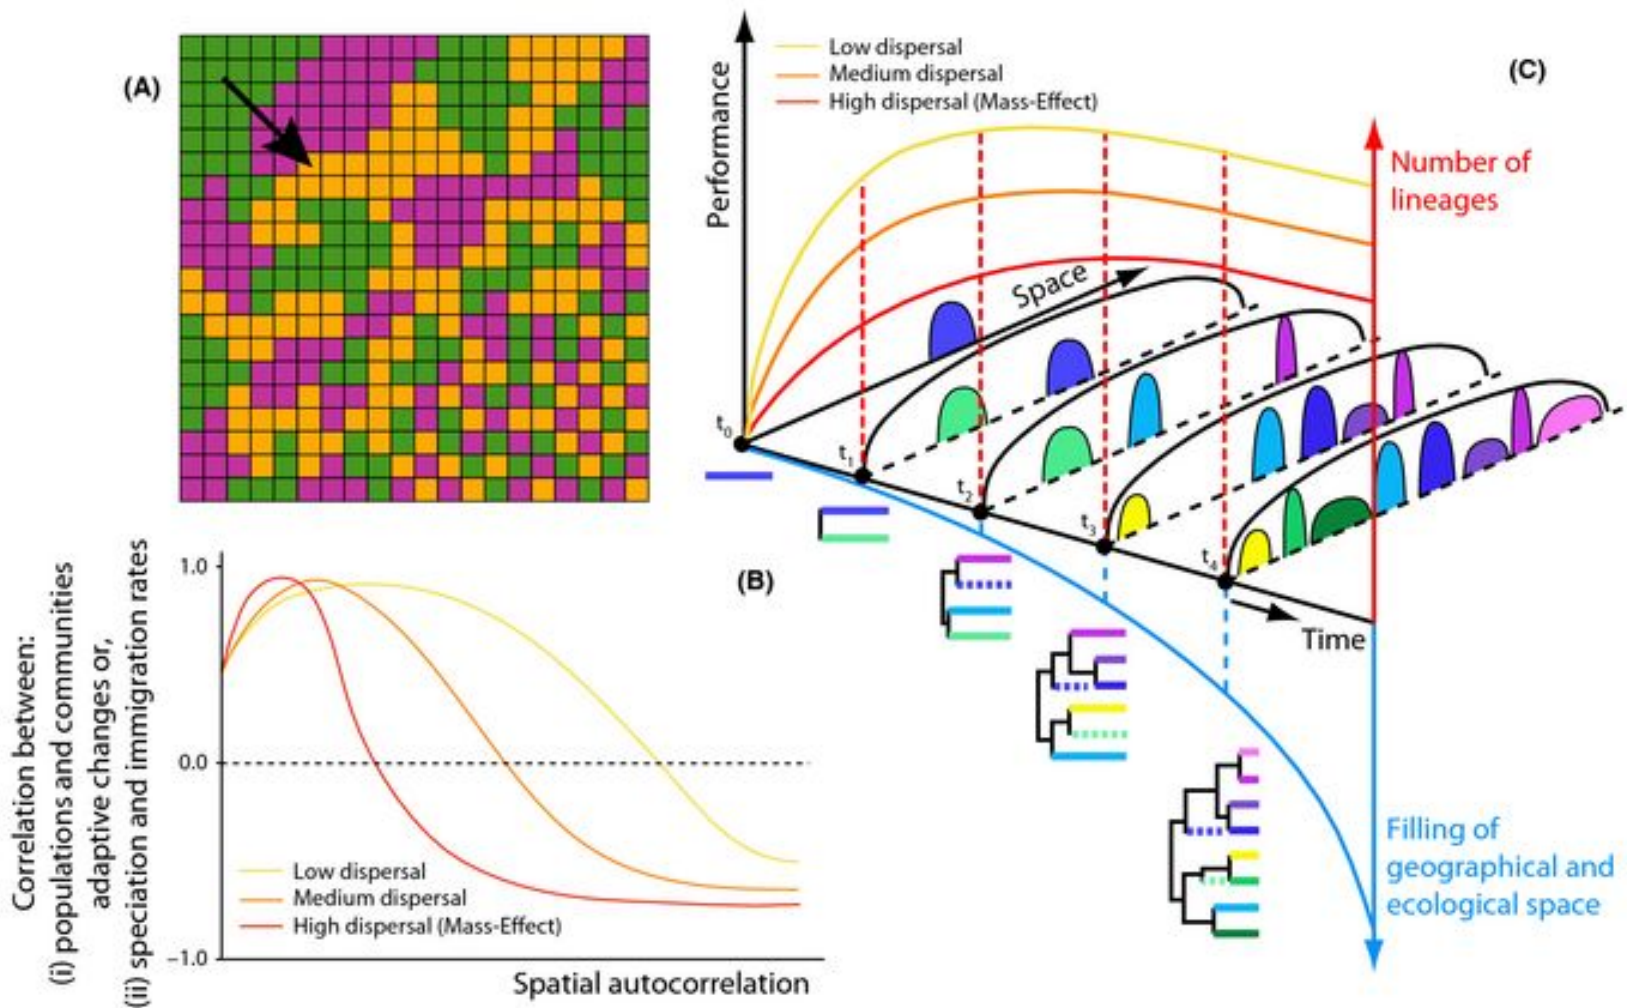 (A)
Performance
Low dispersal
Medium dispersal
High dispersal (Mass-Effect)
(C)
Number of
lineages
Space
t0
t1
t2
t3
t4
Time
Filling of
geographical and
ecological space
(B)
Correlation between:
(i) populations and communities
adaptive changes or,
(ii) speciation and immigration rates
1.0
0.0
−1.0
Low dispersal
Medium dispersal
High dispersal (Mass-Effect)
Spatial autocorrelation